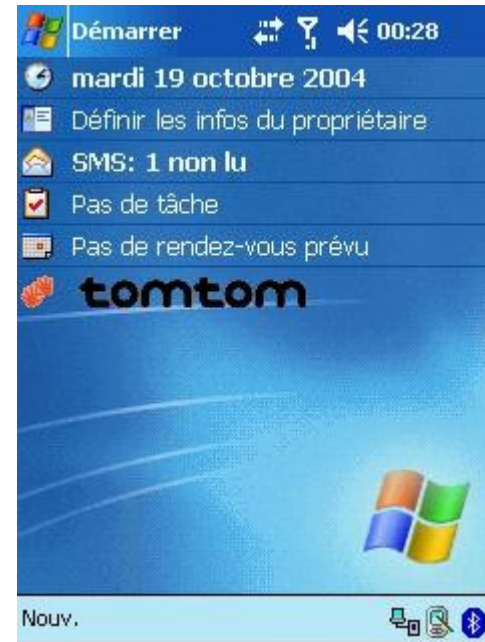 Démarrer 00:28
mardi 19 octobre 2004
Définir les infos du propriétaire
SMS: 1 non lu
Pas de tâche
Pas de rendez-vous prévu
tomtom
Nouv.